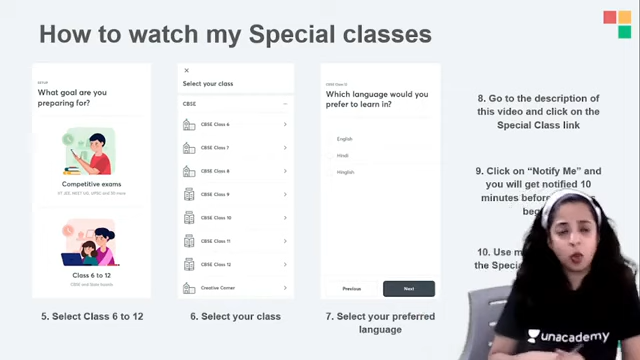 How to watch my Special classes
SETUP
What goal are you
preparing for?
Competitive exams
Class 6 to 12
CBSE and State boards
Select your class
CBSE
CBSE Class 6
CBSE Class 7
CBSE Class 8
CBSE Class 9
CBSE Class 10
CBSE Class 11
CBSE Class 12
Creative Corner
CBSE Class 12
Which language would you
prefer to learn in?
English
Hindi
Hinglish
Previous
Next
5. Select Class 6 to 12
6. Select your class
7. Select your preferred
language
8. Go to the description of
this video and click on the
Special Class link
9. Click on “Notify Me” and
you will get notified 10
minutes before
10. Use
the
unacademy